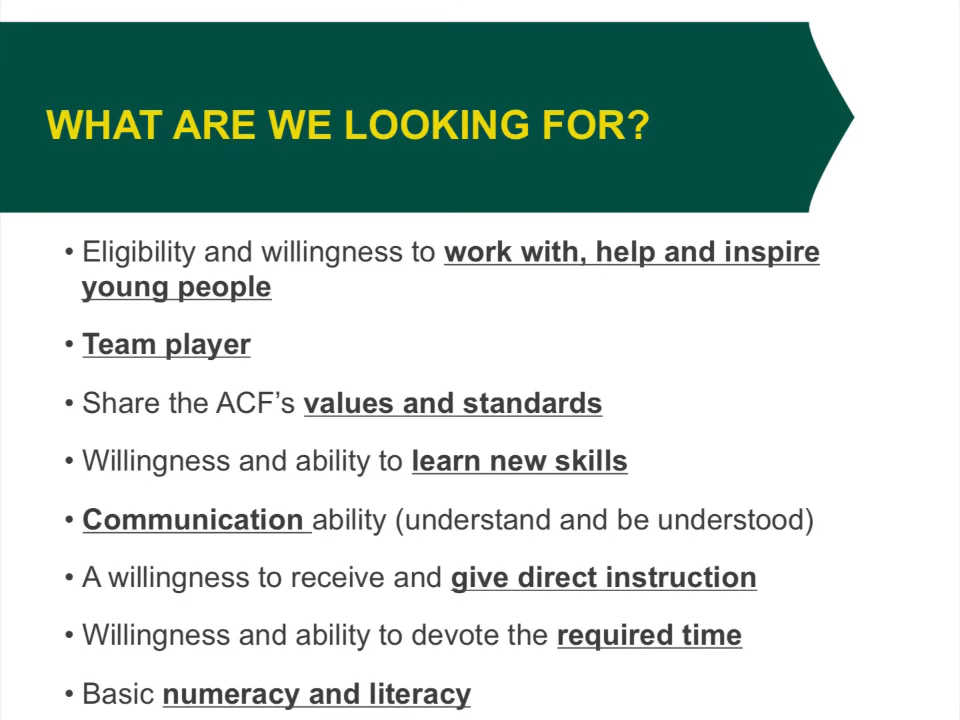 WHAT ARE WE LOOKING FOR?
• Eligibility and willingness to work with, help and inspire
young people
• Team player
• Share the ACF’s values and standards
• Willingness and ability to learn new skills
• Communication ability (understand and be understood)
• A willingness to receive and give direct instruction
• Willingness and ability to devote the required time
• Basic numeracy and literacy